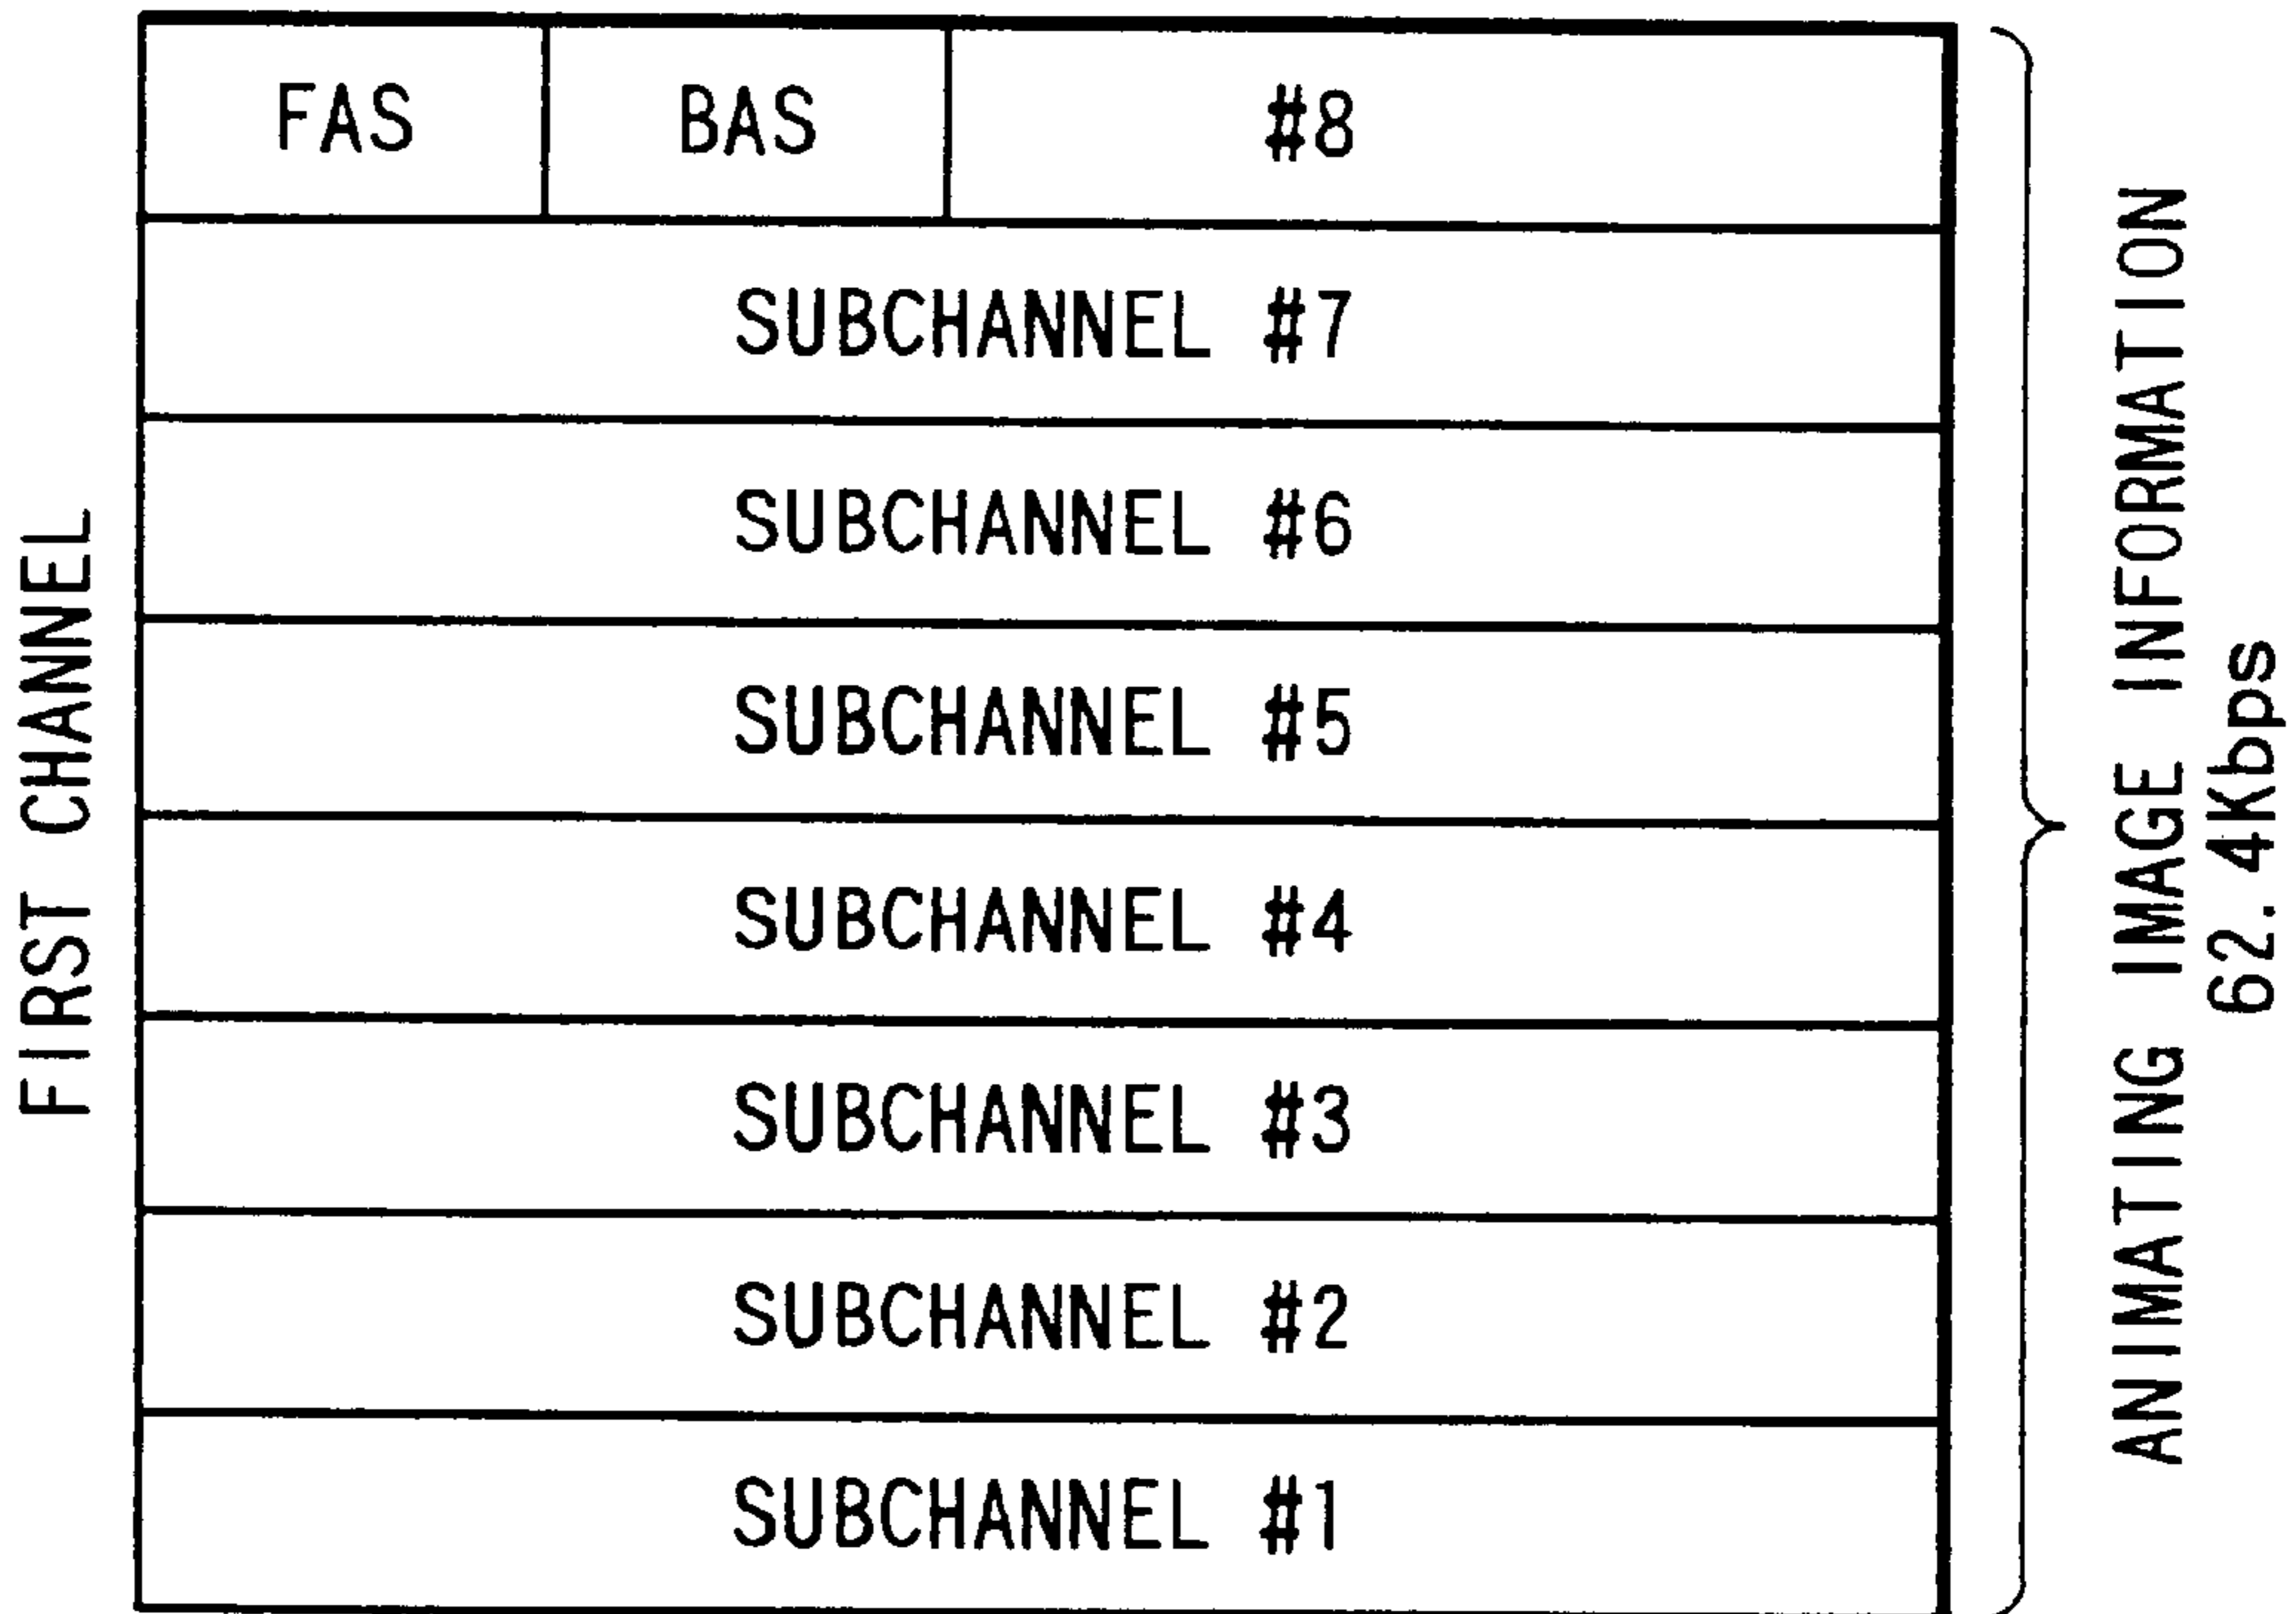 FIRST CHANNEL
FAS BAS #8
SUBCHANNEL #7
SUBCHANNEL #6
SUBCHANNEL #5
SUBCHANNEL #4
SUBCHANNEL #3
SUBCHANNEL #2
SUBCHANNEL #1
ANIMATING IMAGE INFORMATION
62.4Kbps